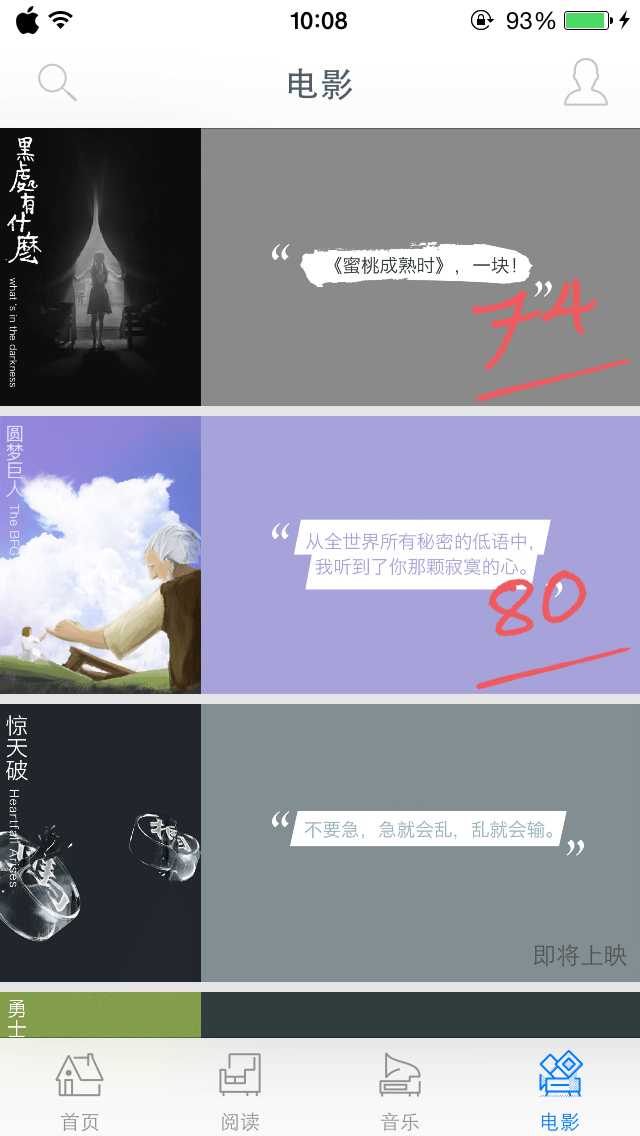 10:08
93%
电影
黑處有什麼
what's in the darkness
“《蜜桃成熟时》，一块！”
74
圆梦巨人
The BFG
“从全世界所有秘密的低语中，
我听到了你那颗寂寞的心。”
80
惊天破
Heartfall Arises
“不要急，急就会乱，乱就会输。”
即将上映
勇士
首页
阅读
音乐
电影